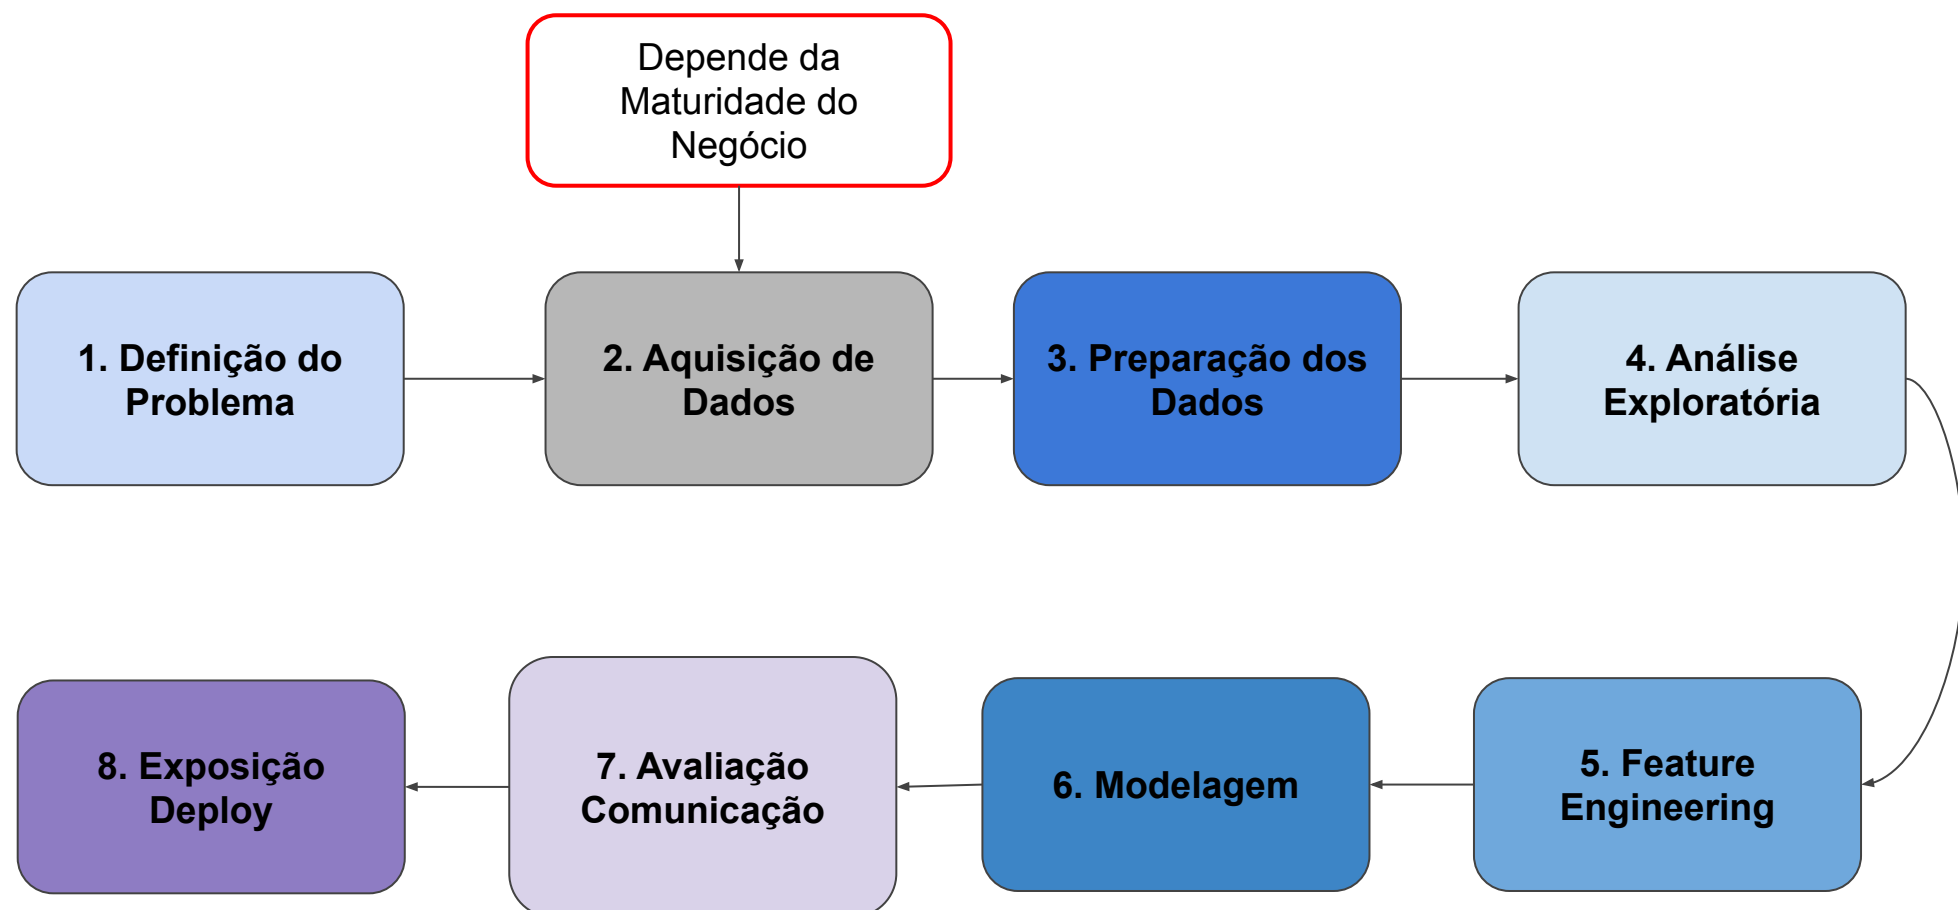 Depende da
Maturidade do
Negócio
1. Definição do
Problema
2. Aquisição de
Dados
3. Preparação dos
Dados
4. Análise
Exploratória
5. Feature
Engineering
6. Modelagem
7. Avaliação
Comunicação
8. Exposição
Deploy